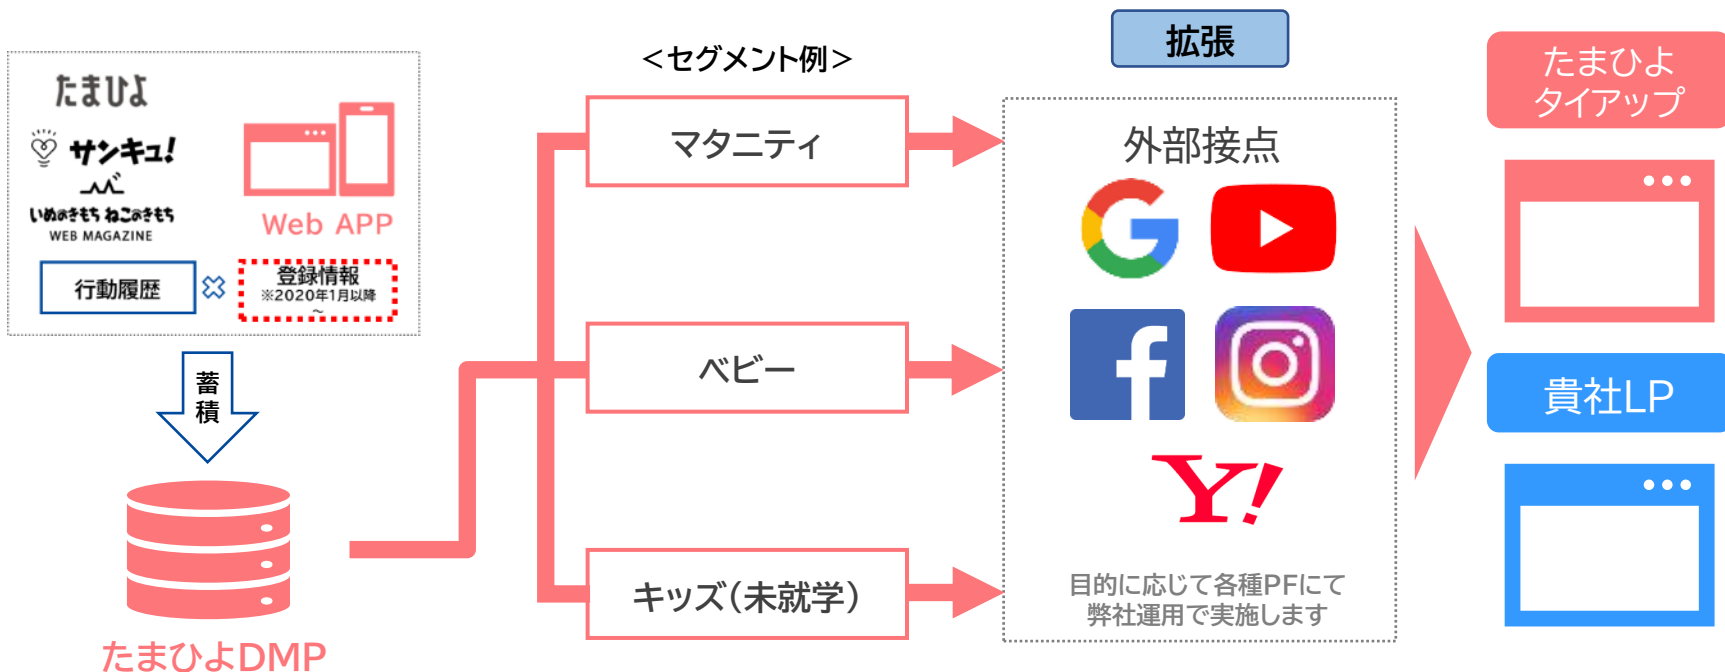 たまひよ
サンキュ!
いぬのきもち ねこのきもち
WEB MAGAZINE
Web APP
行動履歴
登録情報
※2020年1月以降
～
蓄
積
たまひよDMP
＜セグメント例＞
マタニティ
ベビー
キッズ(未就学)
拡張
外部接点
G
f
Y!
目的に応じて各種PFにて
弊社運用で実施します
たまひよ
タイアップ
貴社LP